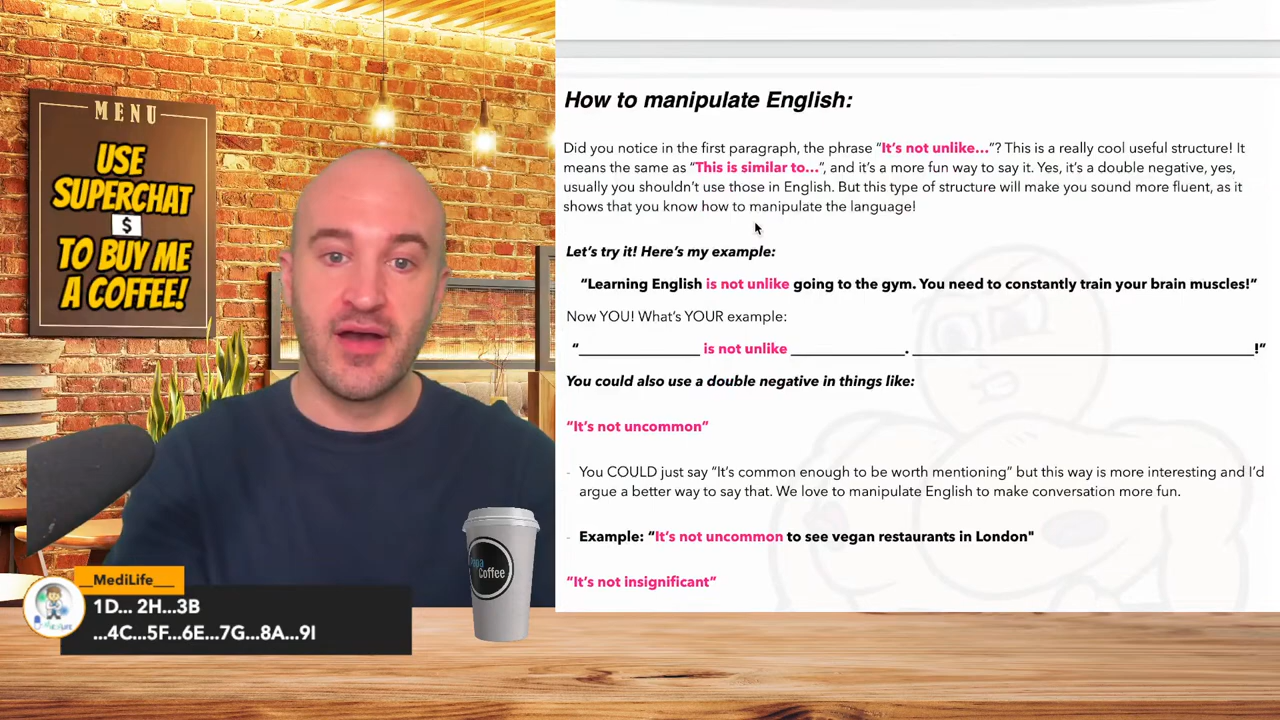 MENU
USE
SUPERCHAT
$
TO BUY ME
A COFFEE!
How to manipulate English:
Did you notice in the first paragraph, the phrase “It’s not unlike…”? This is a really cool useful structure! It
means the same as “This is similar to…”, and it’s a more fun way to say it. Yes, it’s a double negative, yes,
usually you shouldn’t use those in English. But this type of structure will make you sound more fluent, as it
shows that you know how to manipulate the language!
Let’s try it! Here’s my example:
“Learning English is not unlike going to the gym. You need to constantly train your brain muscles!”
Now YOU! What’s YOUR example:
“________________ is not unlike _______________. _____________________________________________!”
You could also use a double negative in things like:
“It’s not uncommon”
- You COULD just say “It’s common enough to be worth mentioning” but this way is more interesting and I’d
argue a better way to say that. We love to manipulate English to make conversation more fun.
- Example: “It’s not uncommon to see vegan restaurants in London"
“It’s not insignificant”
Coffee
__MediLife___
1D... 2H...3B
...4C...5F...6E...7G...8A...9I